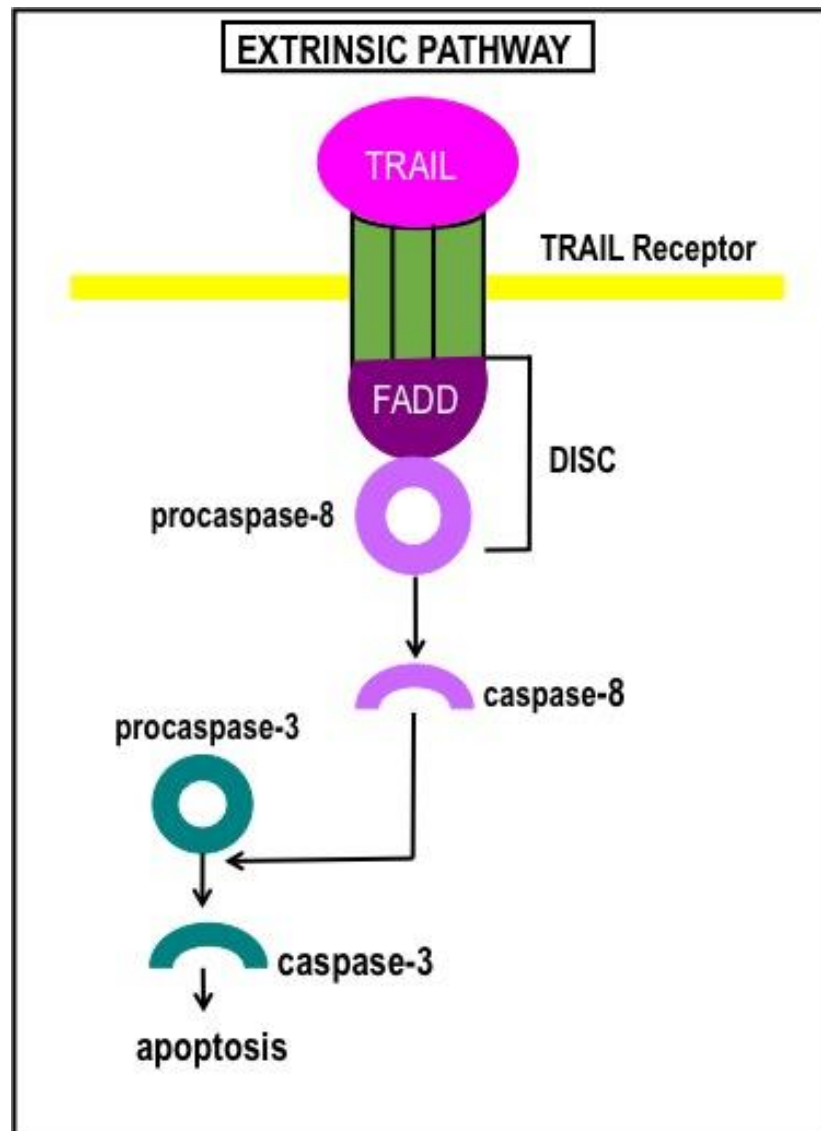 EXTRINSIC PATHWAY
TRAIL
TRAIL Receptor
FADD
DISC
procaspase-8
caspase-8
procaspase-3
caspase-3
apoptosis